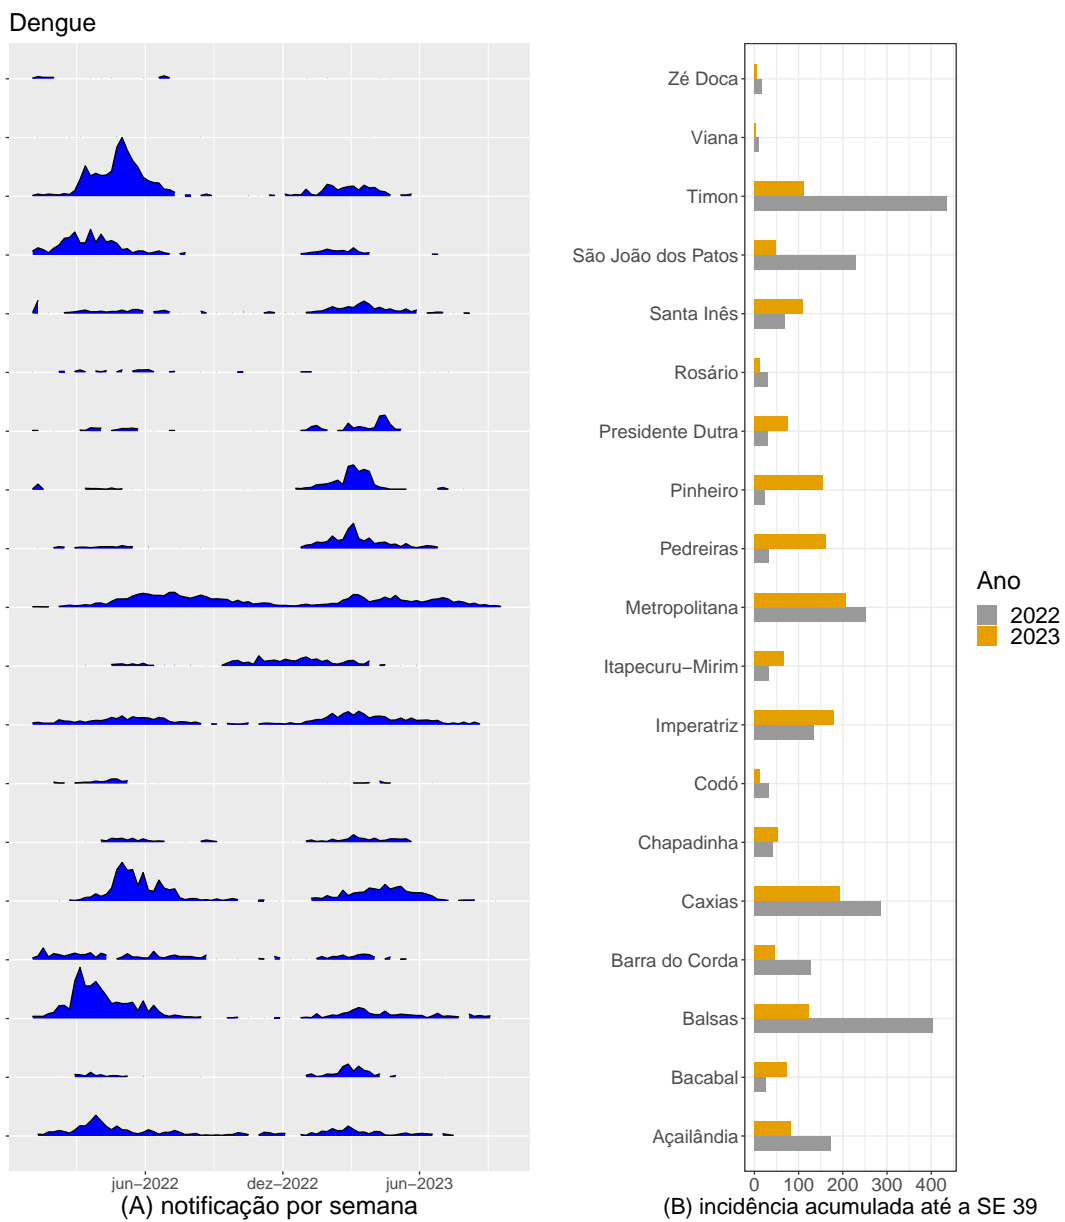 Dengue
Zé Doca
Viana
Timon
São João dos Patos
Santa Inês
Rosário
Presidente Dutra
Pinheiro
Pedreiras
Metropolitana
Itapecuru−Mirim
Imperatriz
Codó
Chapadinha
Caxias
Barra do Corda
Balsas
Bacabal
Açailândia
Ano
2022
2023
jun−2022 dez−2022 jun−2023
0 100 200 300 400
(A) notificação por semana
(B) incidência acumulada até a SE 39